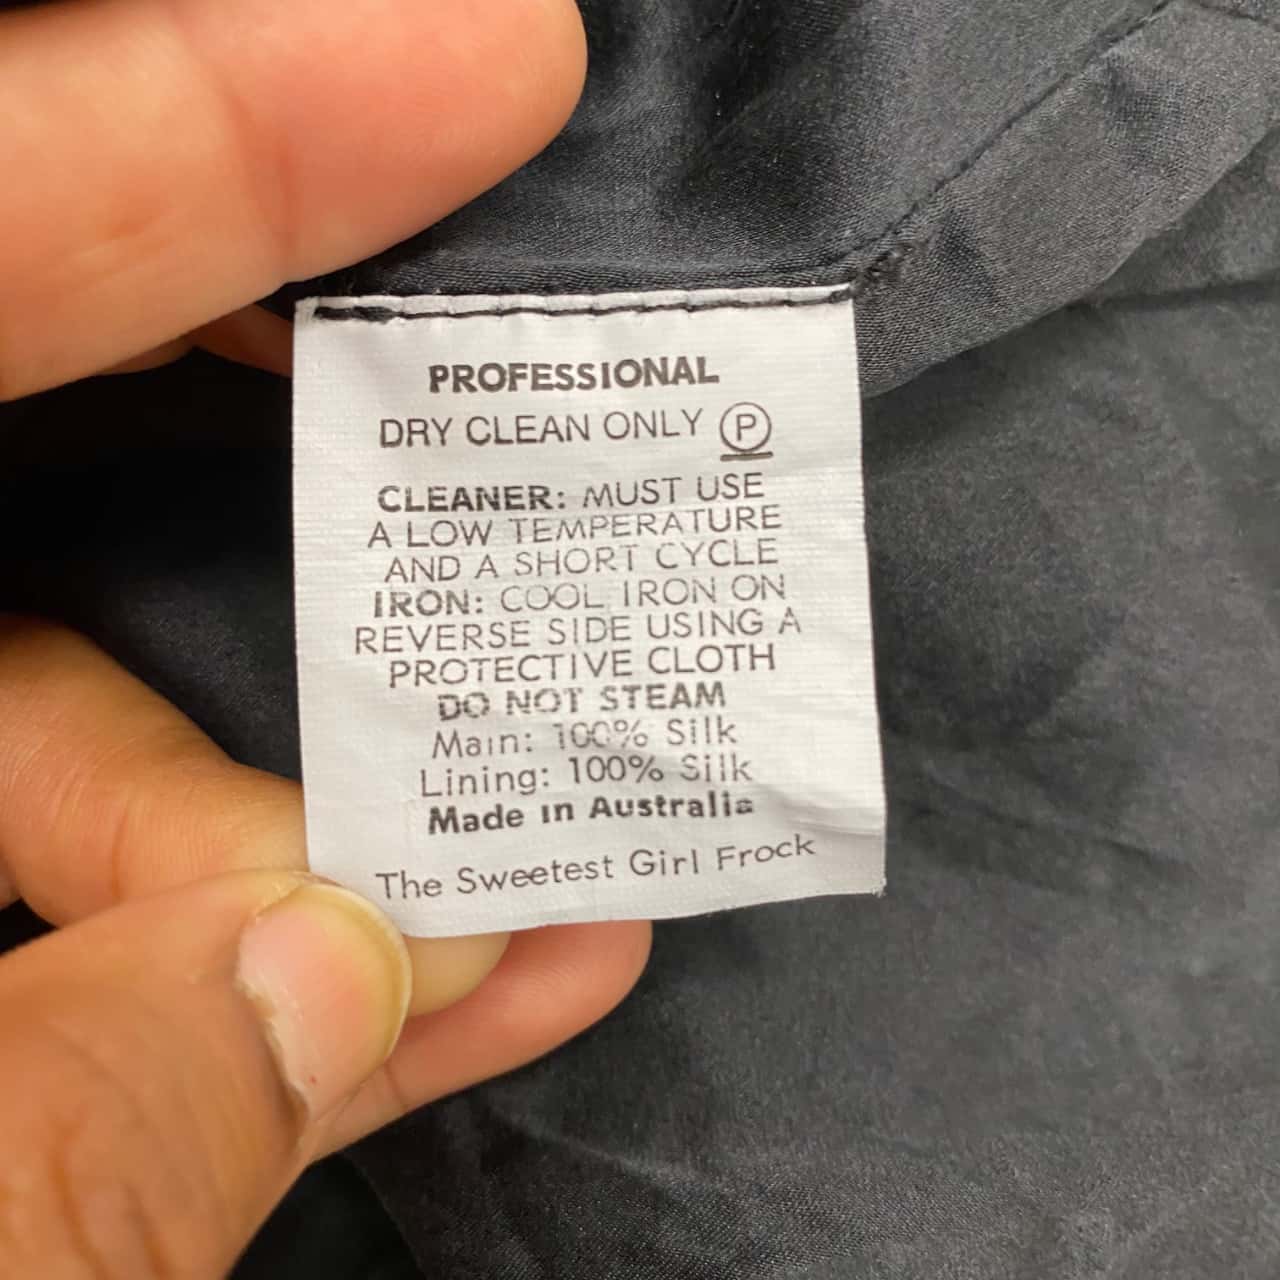 PROFESSIONAL
DRY CLEAN ONLY P
CLEANER: MUST USE
A LOW TEMPERATURE
AND A SHORT CYCLE
IRON: COOL IRON ON
REVERSE SIDE USING A
PROTECTIVE CLOTH
DO NOT STEAM
Main: 100% Silk
Lining: 100% Silk
Made in Australia
The Sweetest Girl Frock